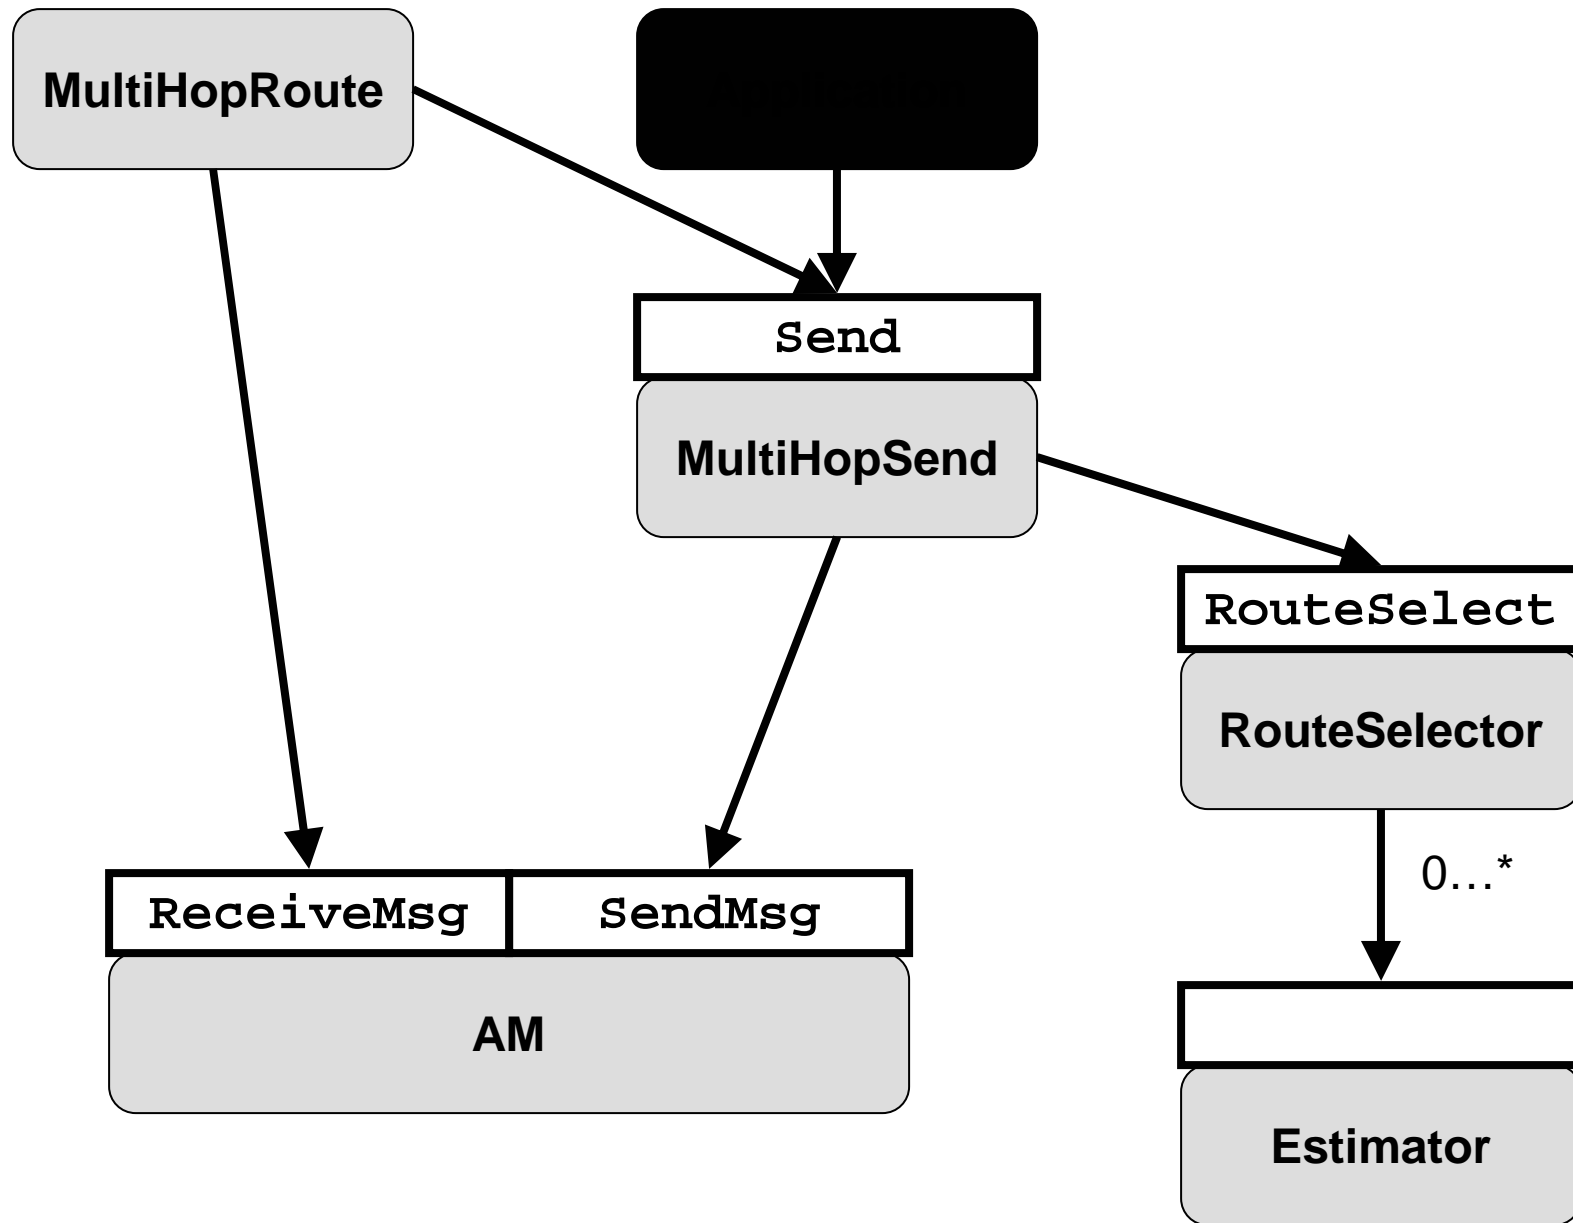 MultiHopRoute
Send
MultiHopSend
RouteSelect
RouteSelector
0...*
ReceiveMsg
SendMsg
AM
Estimator